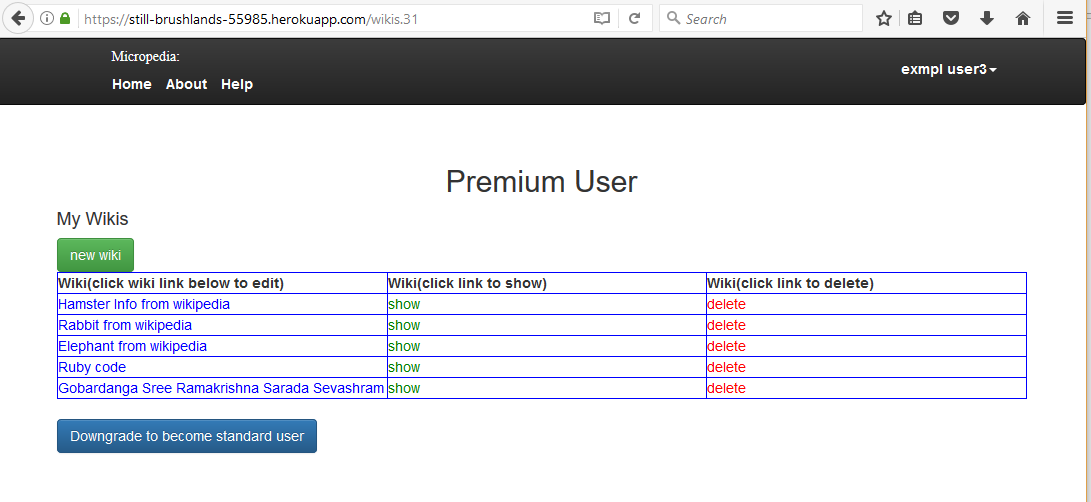 https://still-brushlands-55985.herokuapp.com/wikis.31
Search
Micropedia:
Home About Help
exmpl user3
Premium User
My Wikis
new wiki
Wiki(click wiki link below to edit) Wiki(click link to show) Wiki(click link to delete)
Hamster Info from wikipedia show delete
Rabbit from wikipedia show delete
Elephant from wikipedia show delete
Ruby code show delete
Gobardanga Sree Ramakrishna Sarada Sevashram show delete
Downgrade to become standard user